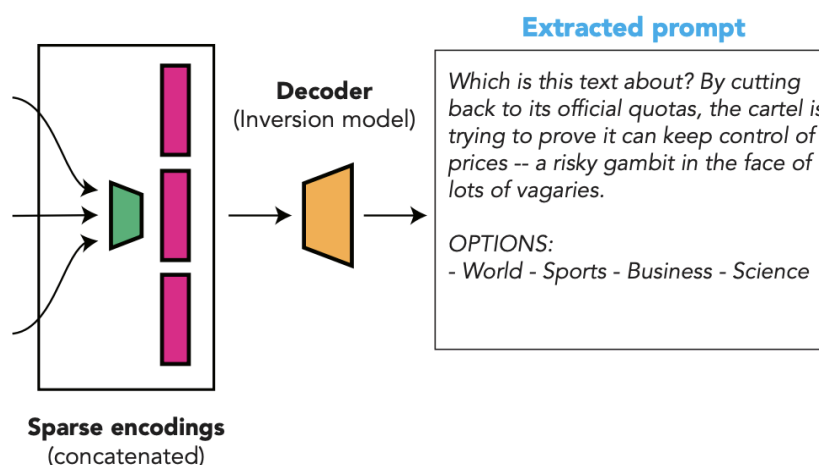 Extracted prompt
Which is this text about? By cutting
back to its official quotas, the cartel is
trying to prove it can keep control of
prices -- a risky gambit in the face of
lots of vagaries.
OPTIONS:
- World - Sports - Business - Science
Decoder
(Inversion model)
Sparse encodings
(concatenated)